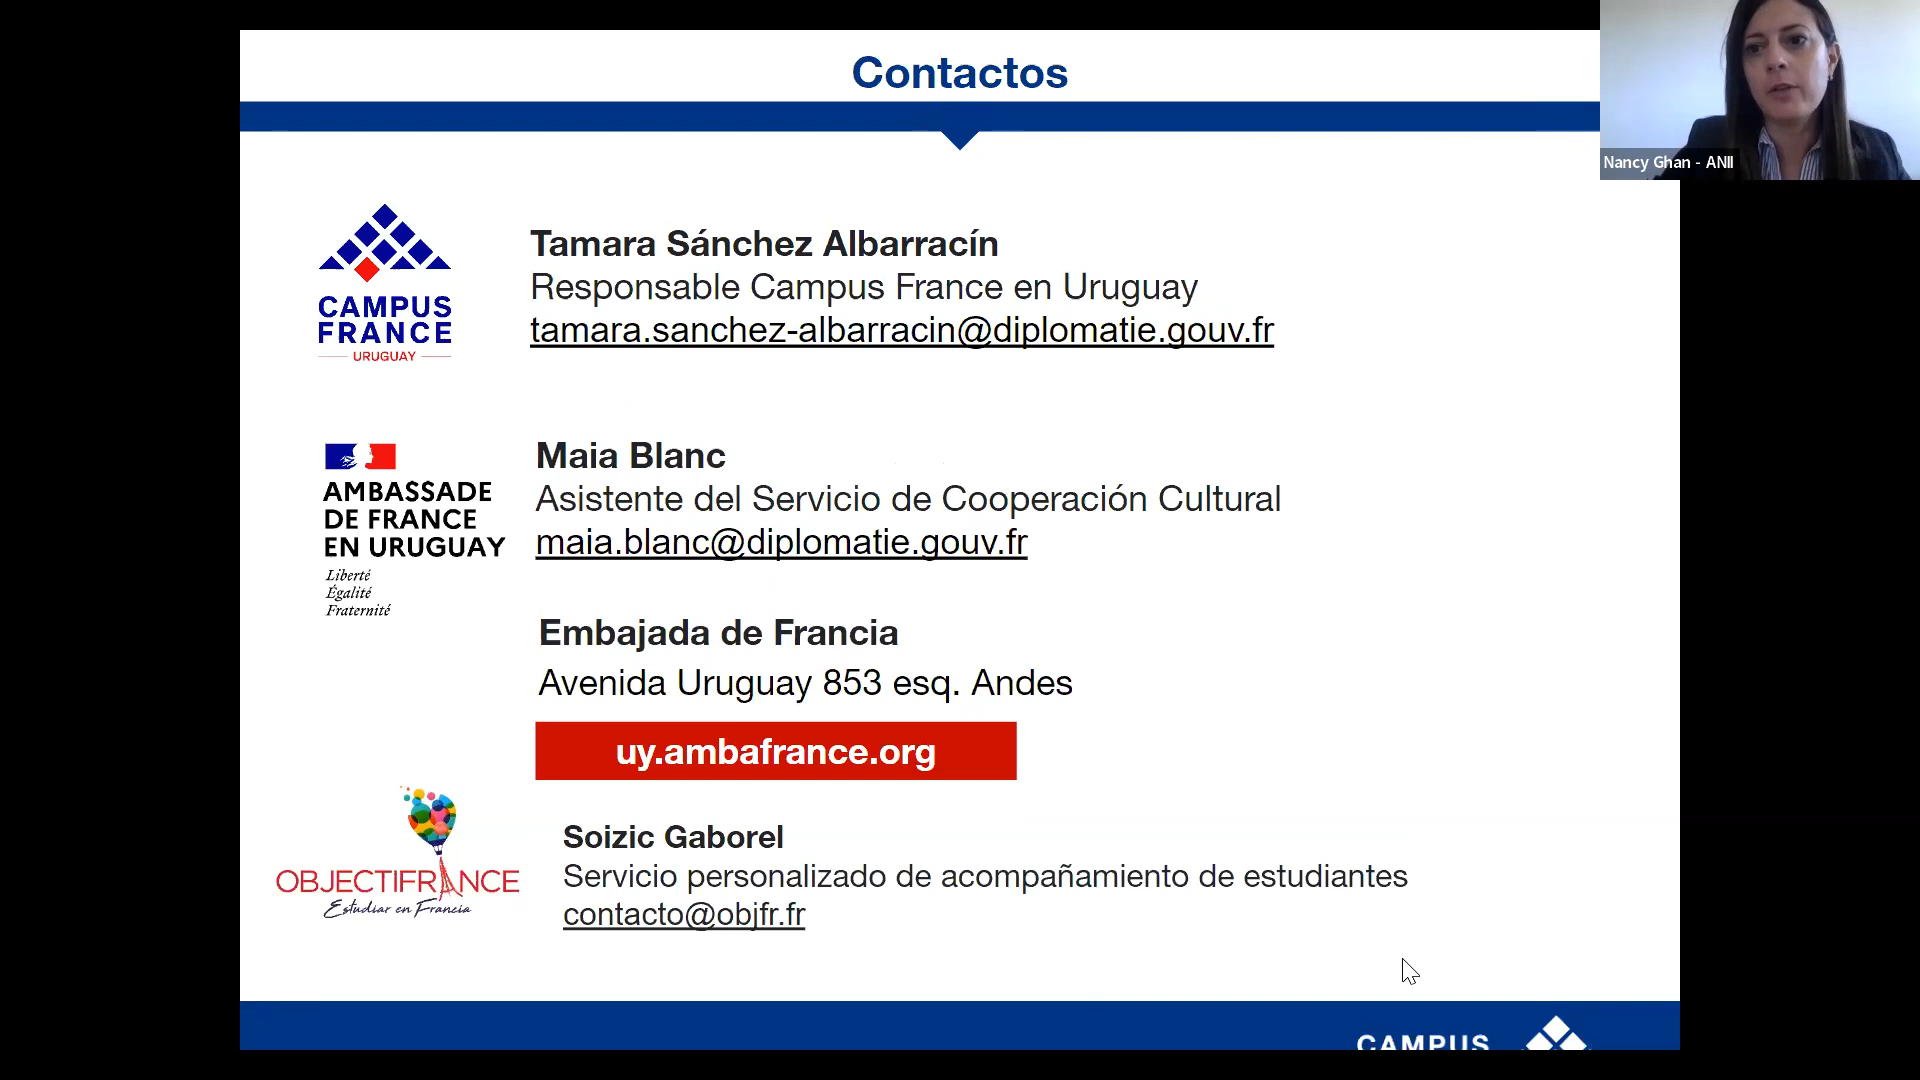 Contactos
Nancy Ghan - ANII
CAMPUS
FRANCE
URUGUAY
Tamara Sánchez Albarracín
Responsable Campus France en Uruguay
tamara.sanchez-albarracin@diplomatie.gouv.fr
AMBASSADE
DE FRANCE
EN URUGUAY
Liberté
Égalité
Fraternité
Maia Blanc
Asistente del Servicio de Cooperación Cultural
maia.blanc@diplomatie.gouv.fr
Embajada de Francia
Avenida Uruguay 853 esq. Andes
uy.ambafrance.org
OBJECTIFRANCE
Estudiar en Francia
Soizic Gaborel
Servicio personalizado de acompañamiento de estudiantes
contacto@objfr.fr
CAMPUS